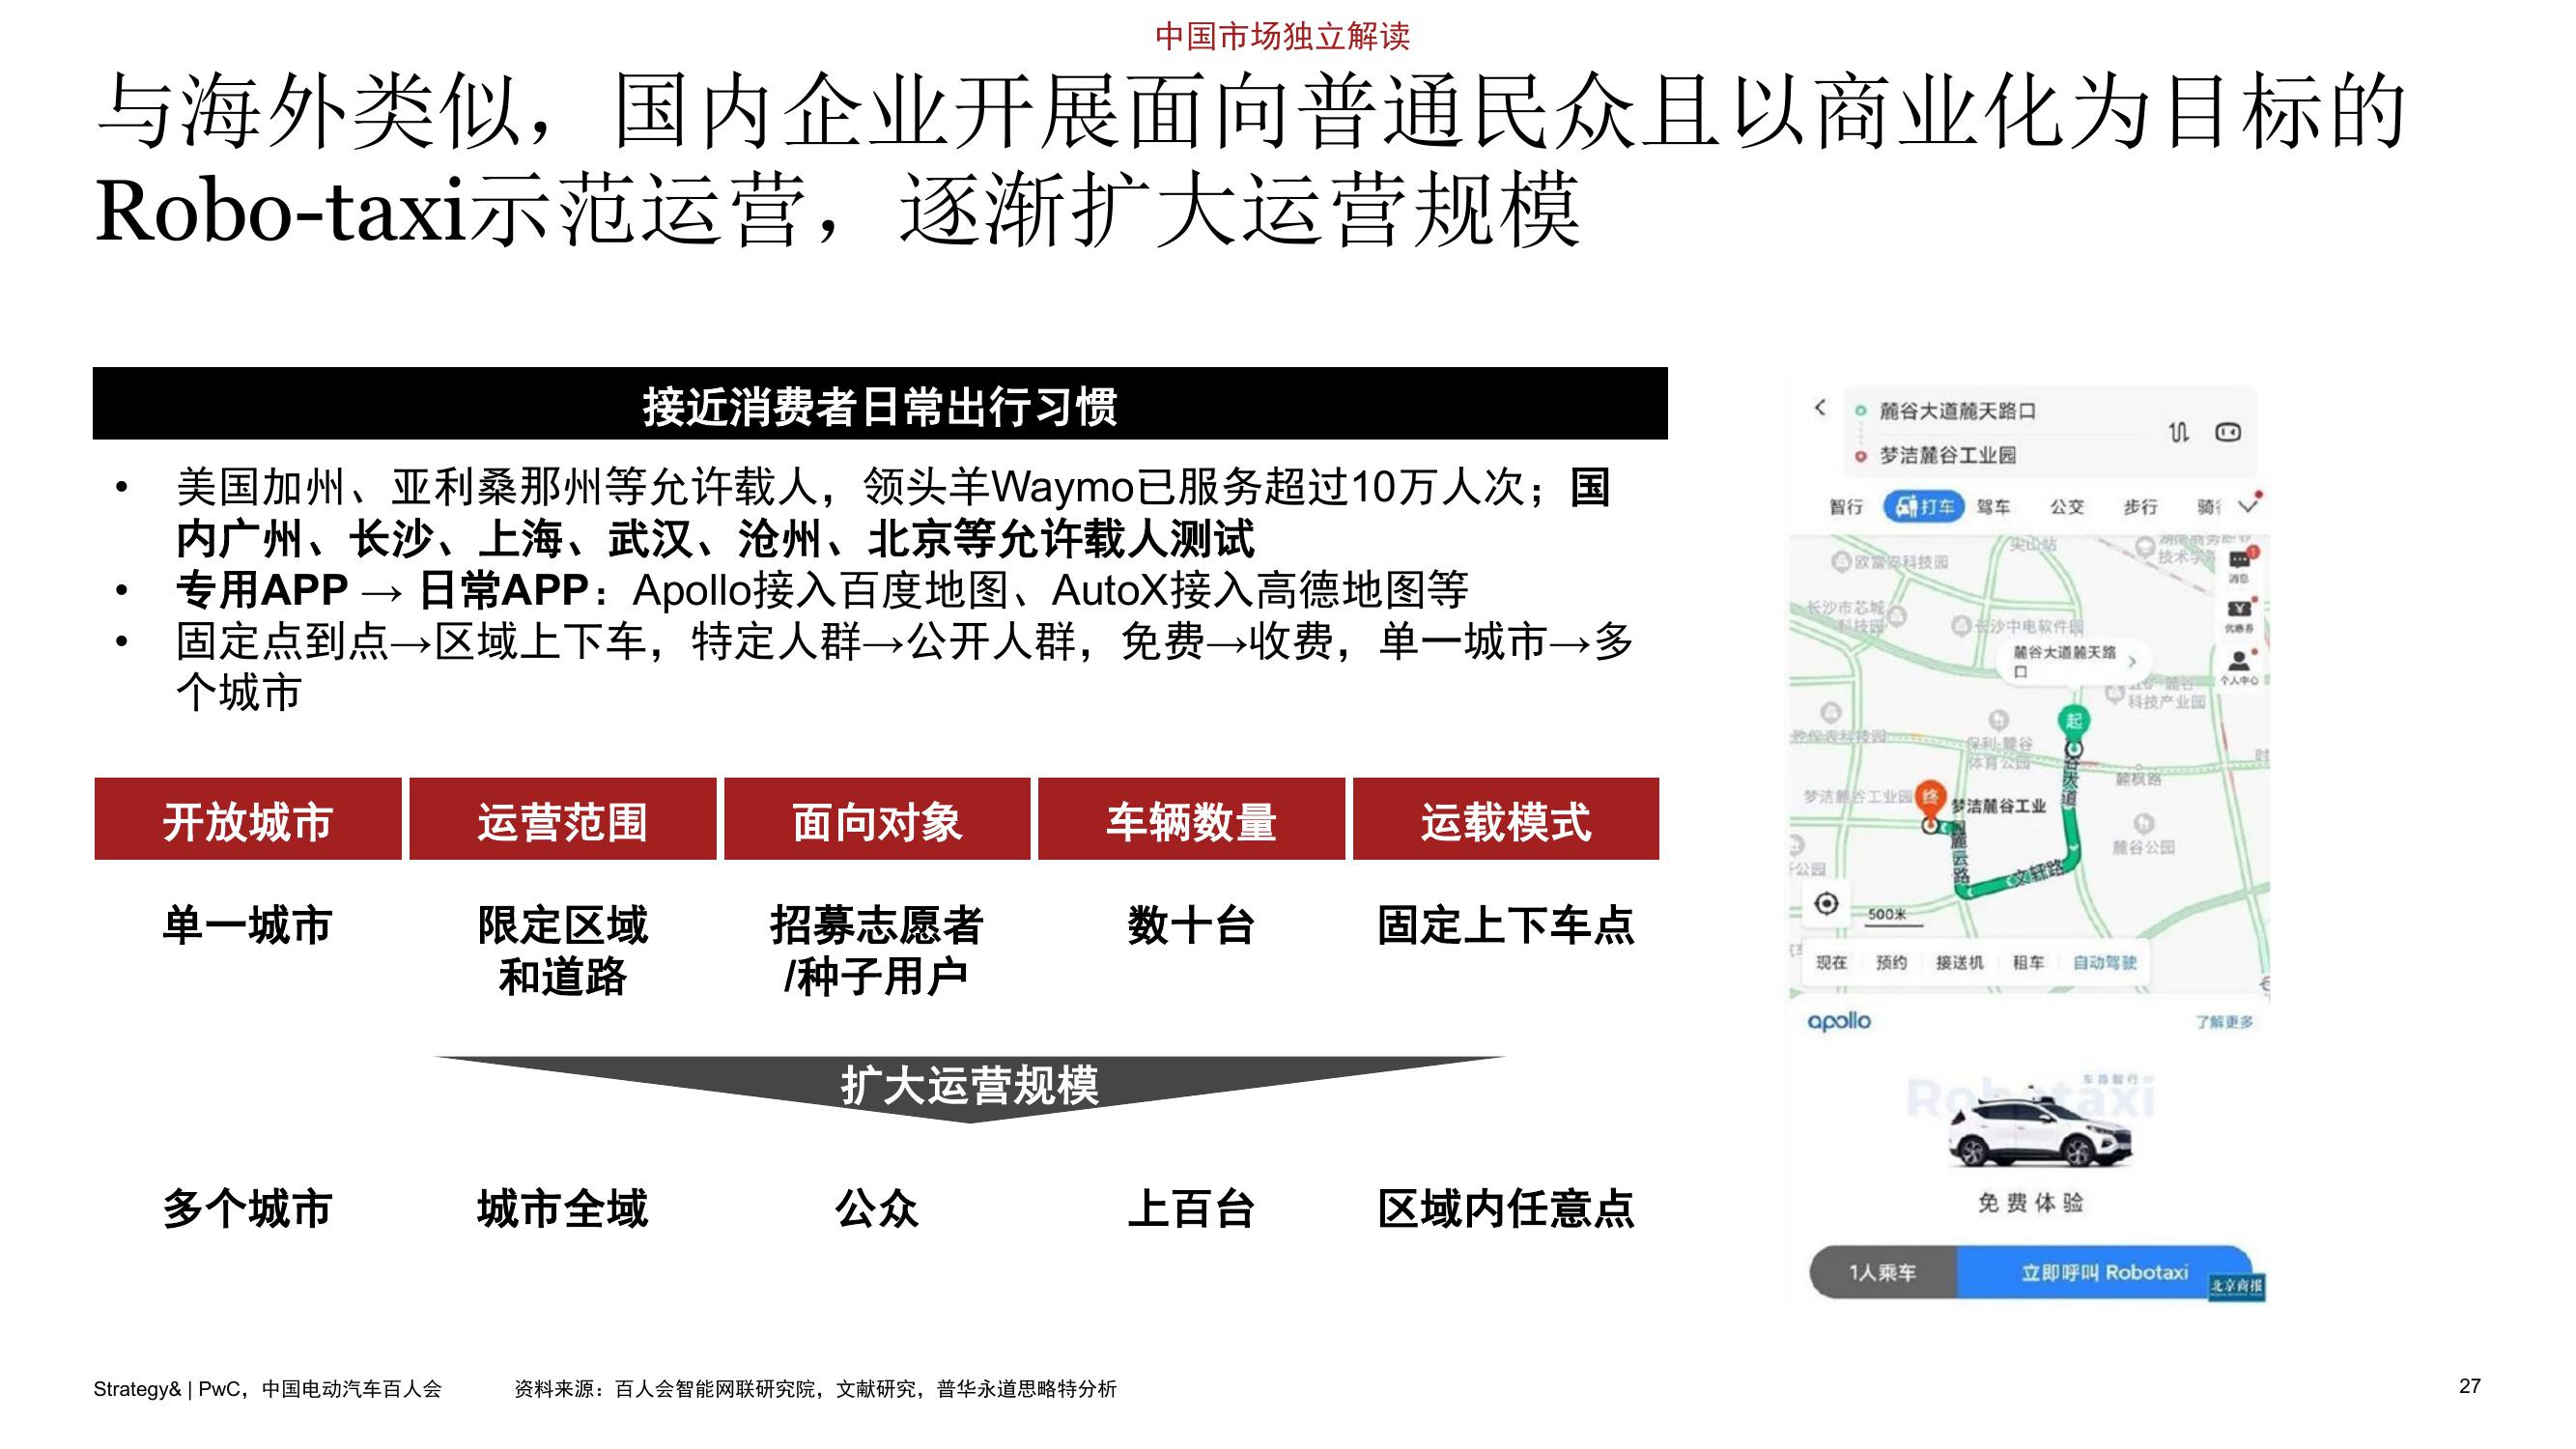 中国市场独立解读
与海外类似，国内企业开展面向普通民众且以商业化为目标的
Robo-taxi示范运营，逐渐扩大运营规模
接近消费者日常出行习惯
• 美国加州、亚利桑那州等允许载人，领头羊Waymo已服务超过10万人次；国
内广州、长沙、上海、武汉、沧州、北京等允许载人测试
• 专用APP → 日常APP：Apollo接入百度地图、AutoX接入高德地图等
• 固定点到点→区域上下车，特定人群→公开人群，免费→收费，单一城市→多
个城市
开放城市 运营范围 面向对象 车辆数量 运载模式
单一城市 限定区域 招募志愿者 数十台 固定上下车点
和道路 /种子用户
扩大运营规模
多个城市 城市全域 公众 上百台 区域内任意点
麓谷大道麓天路口
梦洁麓谷工业园
智行 打车 驾车 公交 步行 骑行
尖山站
欧富安科技园
技术学
消息
长沙市芯城
科技园
长沙中电软件园
优惠券
麓谷大道麓天路
口
个人中心
科技产业园
起
保利·麓谷
体育公园
谷大道
麓枫路
梦洁麓谷工业园
终
梦洁麓谷工业
园
麓云路
麓谷公园
公园
文轩路
500米
现在 预约 接送机 租车 自动驾驶
apollo 了解更多
Robotaxi
车路智行
免费体验
1人乘车 立即呼叫 Robotaxi
北京商报
Strategy& | PwC，中国电动汽车百人会 资料来源：百人会智能网联研究院，文献研究，普华永道思略特分析 27